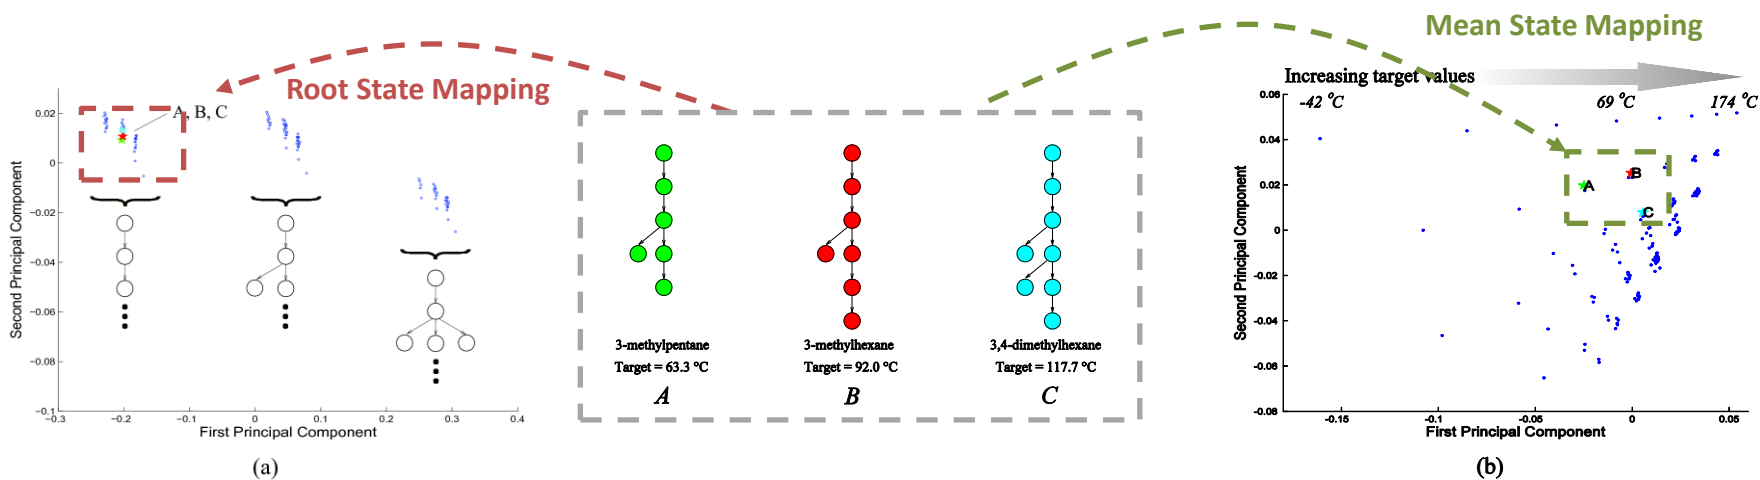 Mean State Mapping
Root State Mapping
Increasing target values
-42 °C
69 °C
174 °C
A, B, C
0.02
0
−0.02
−0.04
−0.06
−0.08
−0.1
−0.3
−0.2
−0.1
0
0.1
0.2
0.3
0.4
Second Principal Component
First Principal Component
(a)
3-methylpentane
Target = 63.3 °C
A
3-methylhexane
Target = 92.0 °C
B
3,4-dimethylhexane
Target = 117.7 °C
C
0.06
0.04
0.02
0
-0.02
-0.04
-0.06
-0.08
-0.15
-0.1
-0.05
0
0.05
A
B
C
Second Principal Component
First Principal Component
(b)